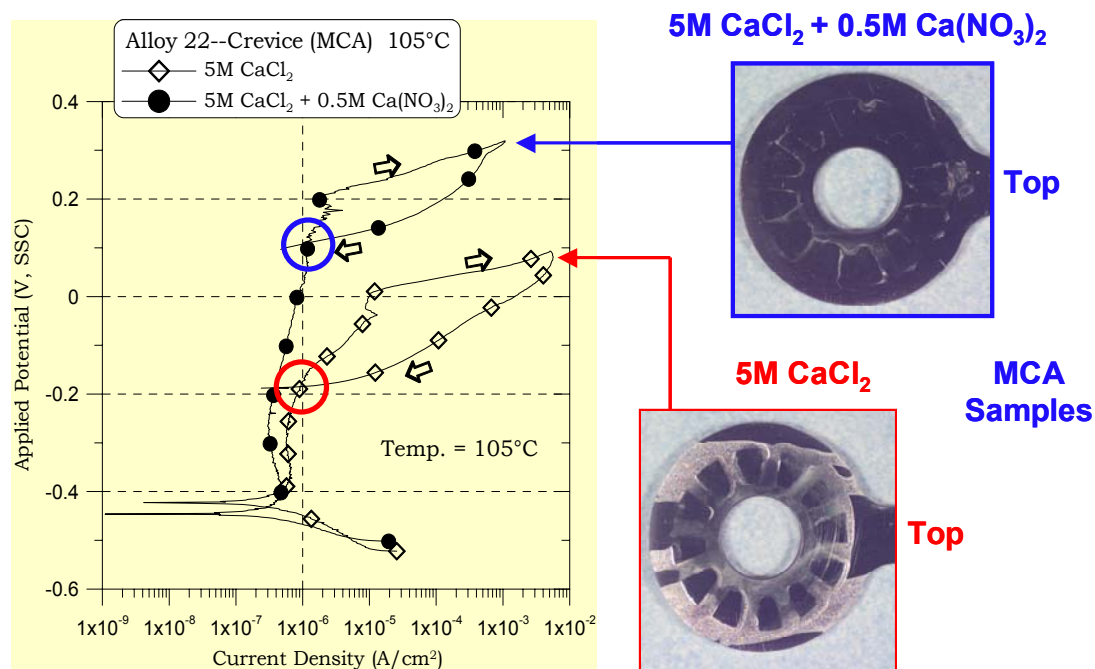 5M CaCl₂ + 0.5M Ca(NO₃)₂
Alloy 22--Crevice (MCA) 105°C
5M CaCl₂
5M CaCl₂ + 0.5M Ca(NO₃)₂
0.4
0.2
0
-0.2
-0.4
-0.6
Applied Potential (V, SSC)
Temp. = 105°C
1x10⁻⁹ 1x10⁻⁸ 1x10⁻⁷ 1x10⁻⁶ 1x10⁻⁵ 1x10⁻⁴ 1x10⁻³ 1x10⁻²
Current Density (A/cm²)
Top
5M CaCl₂
MCA
Samples
Top